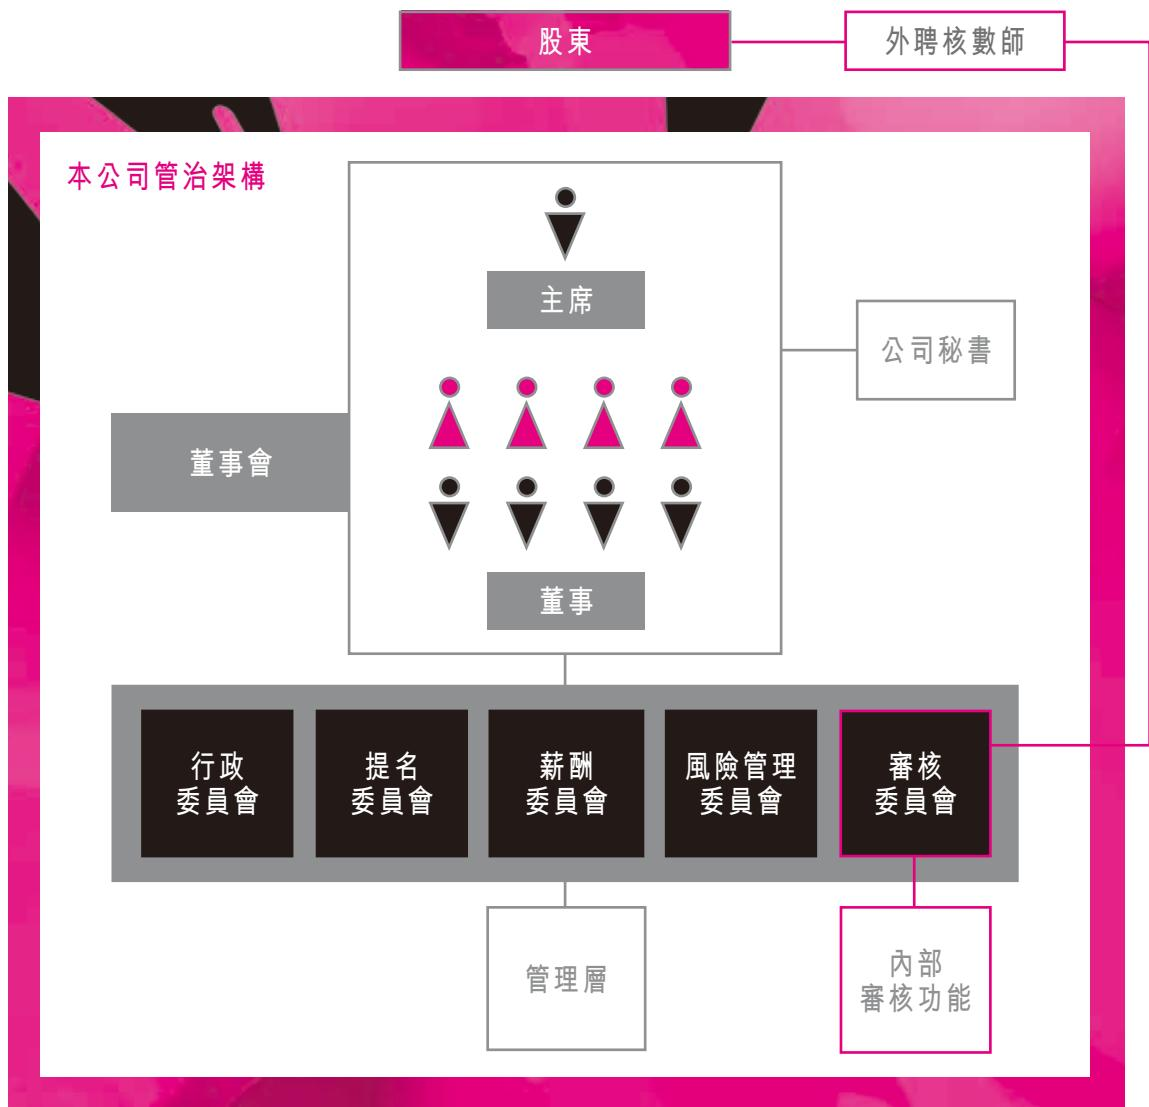 股東
外聘核數師
本公司管治架構
主席
公司秘書
董事會
董事
行政
委員會
提名
委員會
薪酬
委員會
風險管理
委員會
審核
委員會
管理層
內部
審核功能